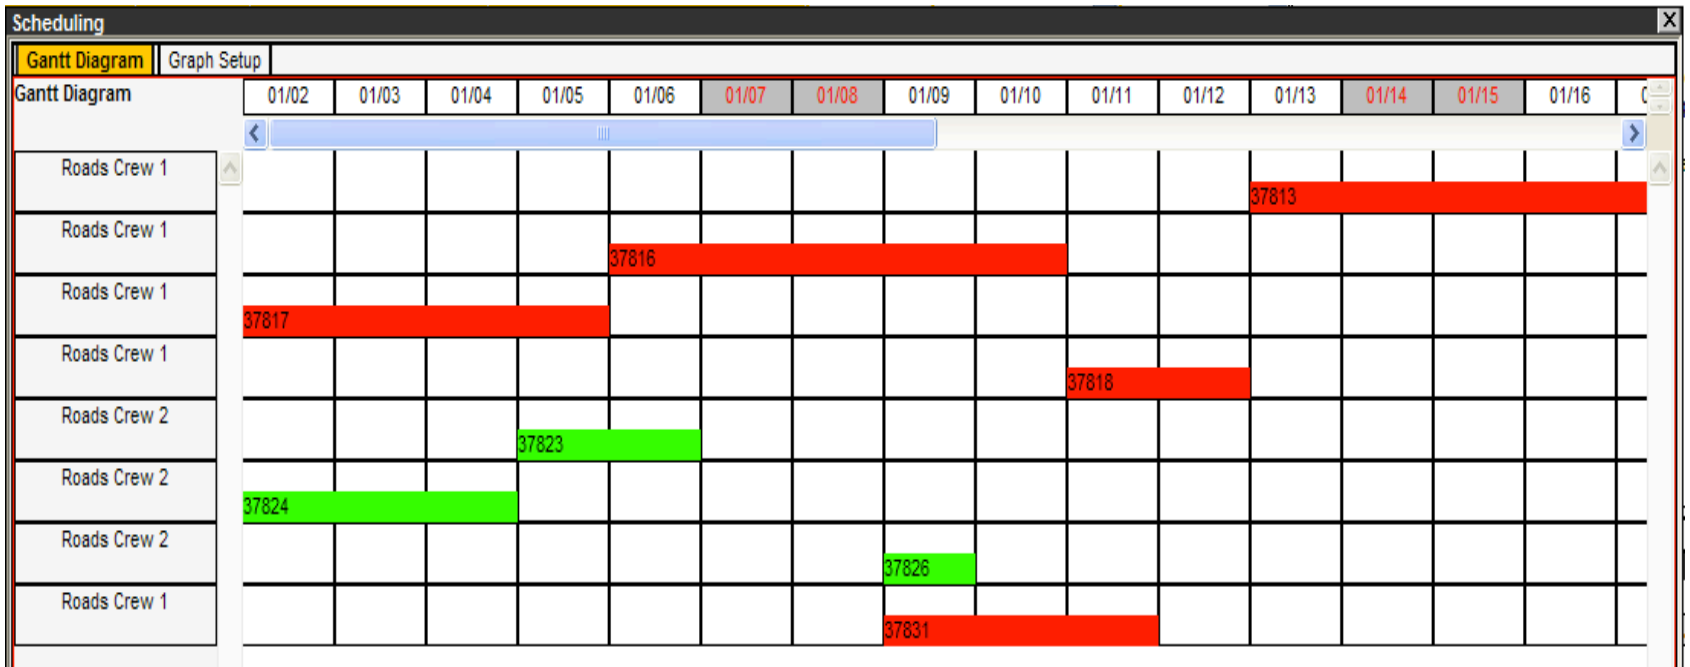 Scheduling
Gantt Diagram Graph Setup
Gantt Diagram 01/02 01/03 01/04 01/05 01/06 01/07 01/08 01/09 01/10 01/11 01/12 01/13 01/14 01/15 01/16
Roads Crew 1
37813
Roads Crew 1
37816
Roads Crew 1
37817
Roads Crew 1
37818
Roads Crew 2
37823
Roads Crew 2
37824
Roads Crew 2
37826
Roads Crew 1
37831